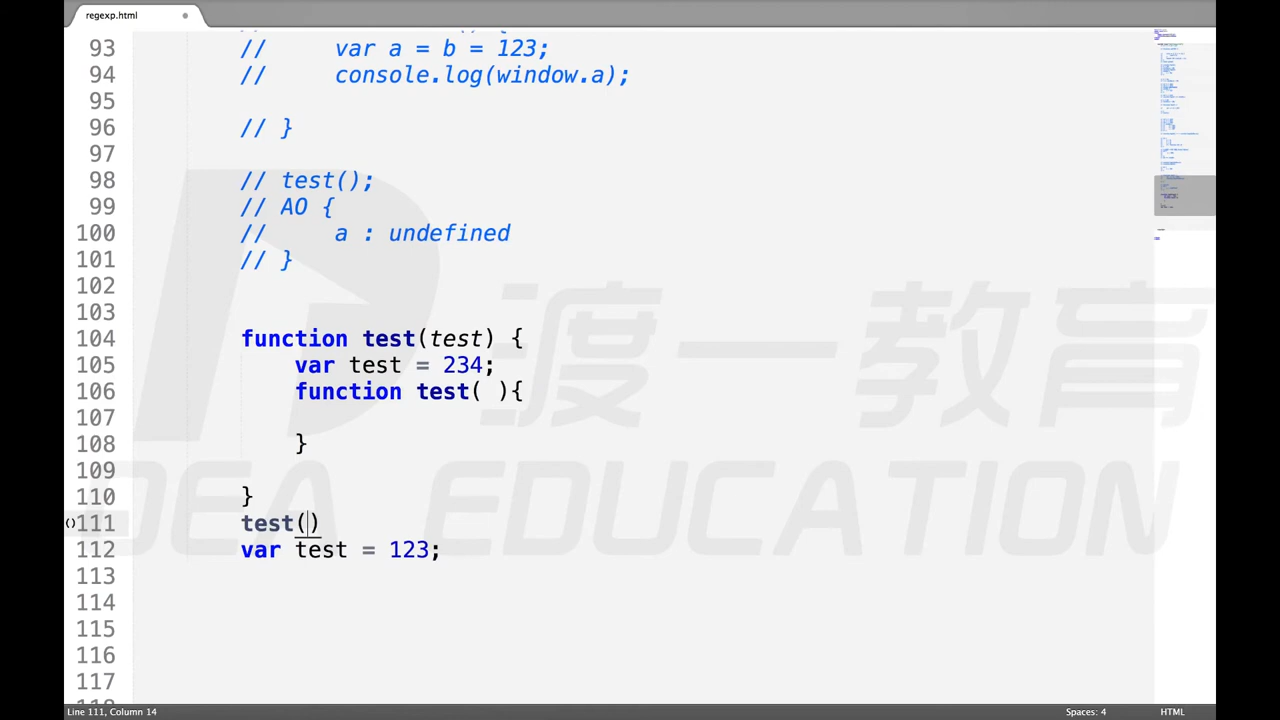 regexp.html
93 // var a = b = 123;
94 // console.log(window.a);
95
96 // }
97
98 // test();
99 // AO {
100 // a : undefined
101 // }
102
103
104 function test(test) {
105 var test = 234;
106 function test( ){
107
108 }
109
110 }
111 test()
112 var test = 123;
113
114
115
116
117
渡一教育
IDEA EDUCATION
Line 111, Column 14
Spaces: 4
HTML